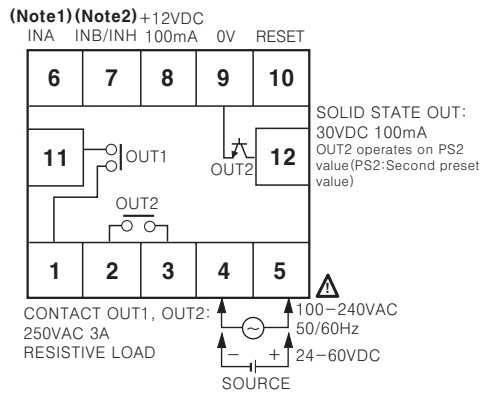 (Note1) (Note2) +12VDC
INA INB/INH 100mA 0V RESET
6 7 8 9 10
SOLID STATE OUT:
30VDC 100mA
OUT2 operates on PS2
value(PS2:Second preset
value)
11 OUT1 OUT2 12
OUT2
1 2 3 4 5
CONTACT OUT1, OUT2:
250VAC 3A
RESISTIVE LOAD
100-240VAC
50/60Hz
- + 24-60VDC
SOURCE